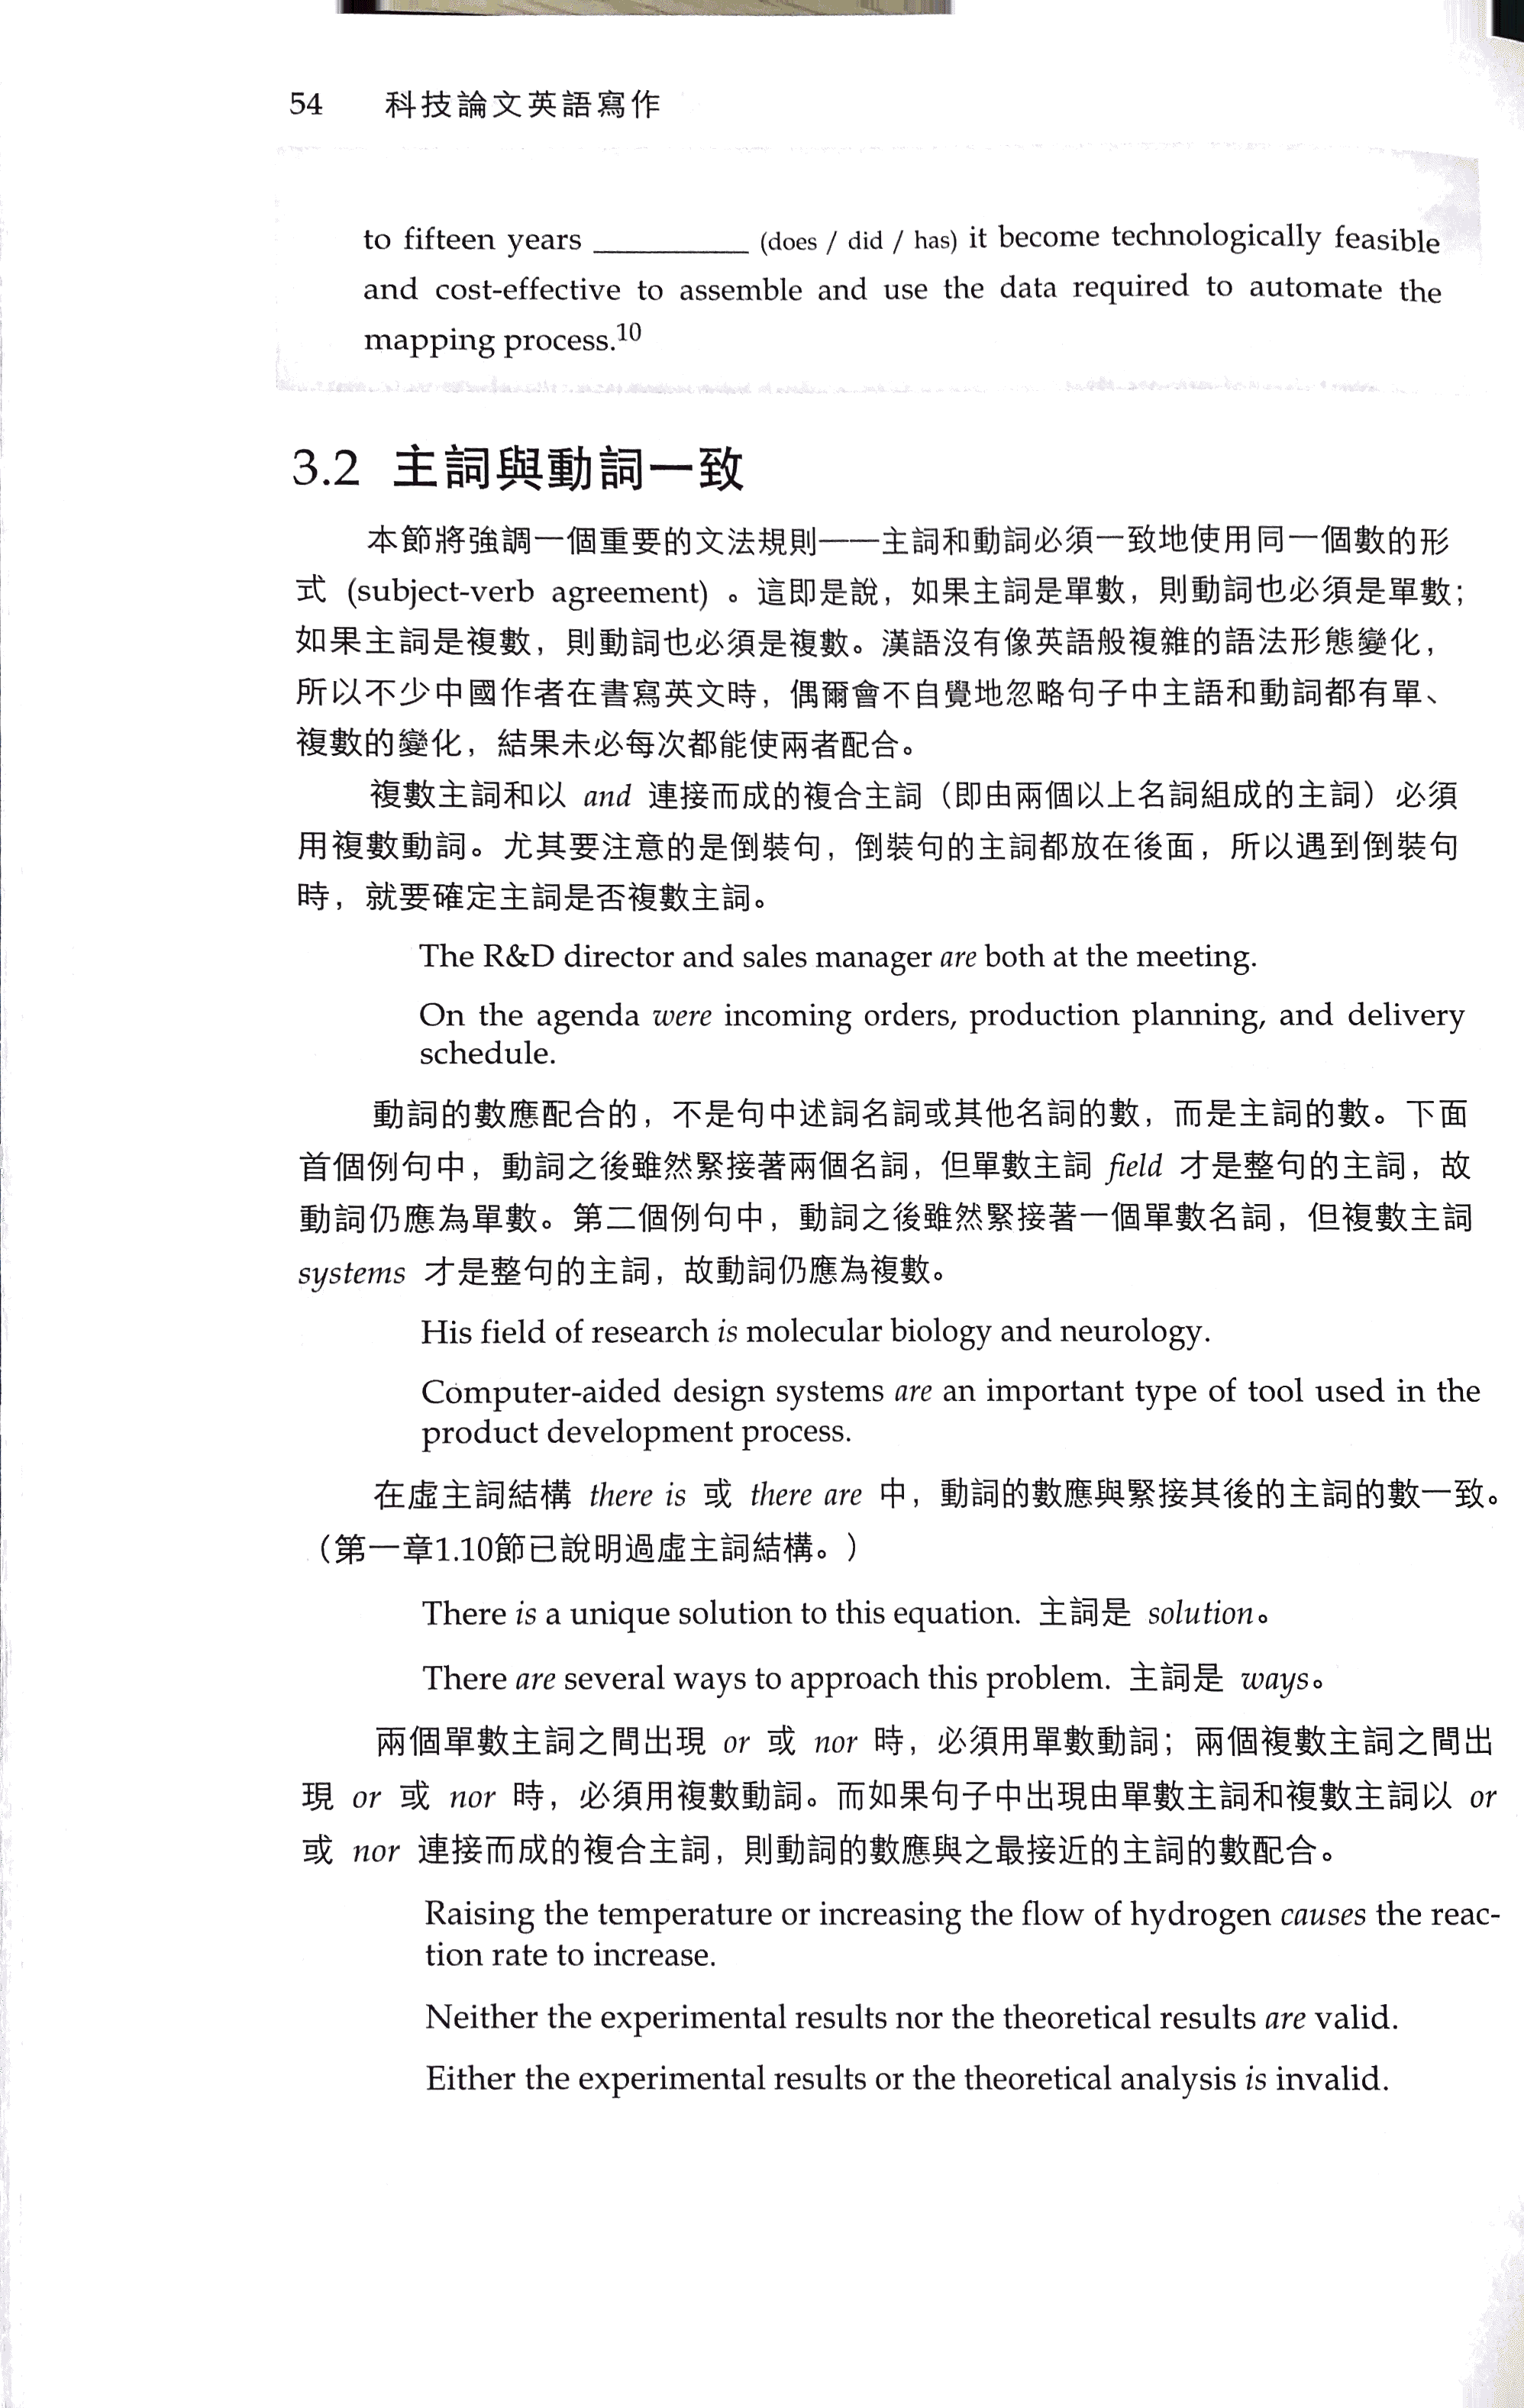 54 科技論文英語寫作
to fifteen years __________ (does / did / has) it become technologically feasible
and cost-effective to assemble and use the data required to automate the
mapping process.10
3.2 主詞與動詞一致
本節將強調一個重要的文法規則——主詞和動詞必須一致地使用同一個數的形
式 (subject-verb agreement) 。這即是說，如果主詞是單數，則動詞也必須是單數；
如果主詞是複數，則動詞也必須是複數。漢語沒有像英語般複雜的語法形態變化，
所以不少中國作者在書寫英文時，偶爾會不自覺地忽略句子中主語和動詞都有單、
複數的變化，結果未必每次都能使兩者配合。
複數主詞和以 and 連接而成的複合主詞（即由兩個以上名詞組成的主詞）必須
用複數動詞。尤其要注意的是倒裝句，倒裝句的主詞都放在後面，所以遇到倒裝句
時，就要確定主詞是否複數主詞。
The R&D director and sales manager are both at the meeting.
On the agenda were incoming orders, production planning, and delivery
schedule.
動詞的數應配合的，不是句中述詞名詞或其他名詞的數，而是主詞的數。下面
首個例句中，動詞之後雖然緊接著兩個名詞，但單數主詞 field 才是整句的主詞，故
動詞仍應為單數。第二個例句中，動詞之後雖然緊接著一個單數名詞，但複數主詞
systems 才是整句的主詞，故動詞仍應為複數。
His field of research is molecular biology and neurology.
Computer-aided design systems are an important type of tool used in the
product development process.
在虛主詞結構 there is 或 there are 中，動詞的數應與緊接其後的主詞的數一致。
（第一章1.10節已說明過虛主詞結構。）
There is a unique solution to this equation. 主詞是 solution。
There are several ways to approach this problem. 主詞是 ways。
兩個單數主詞之間出現 or 或 nor 時，必須用單數動詞；兩個複數主詞之間出
現 or 或 nor 時，必須用複數動詞。而如果句子中出現由單數主詞和複數主詞以 or
或 nor 連接而成的複合主詞，則動詞的數應與之最接近的主詞的數配合。
Raising the temperature or increasing the flow of hydrogen causes the reac-
tion rate to increase.
Neither the experimental results nor the theoretical results are valid.
Either the experimental results or the theoretical analysis is invalid.